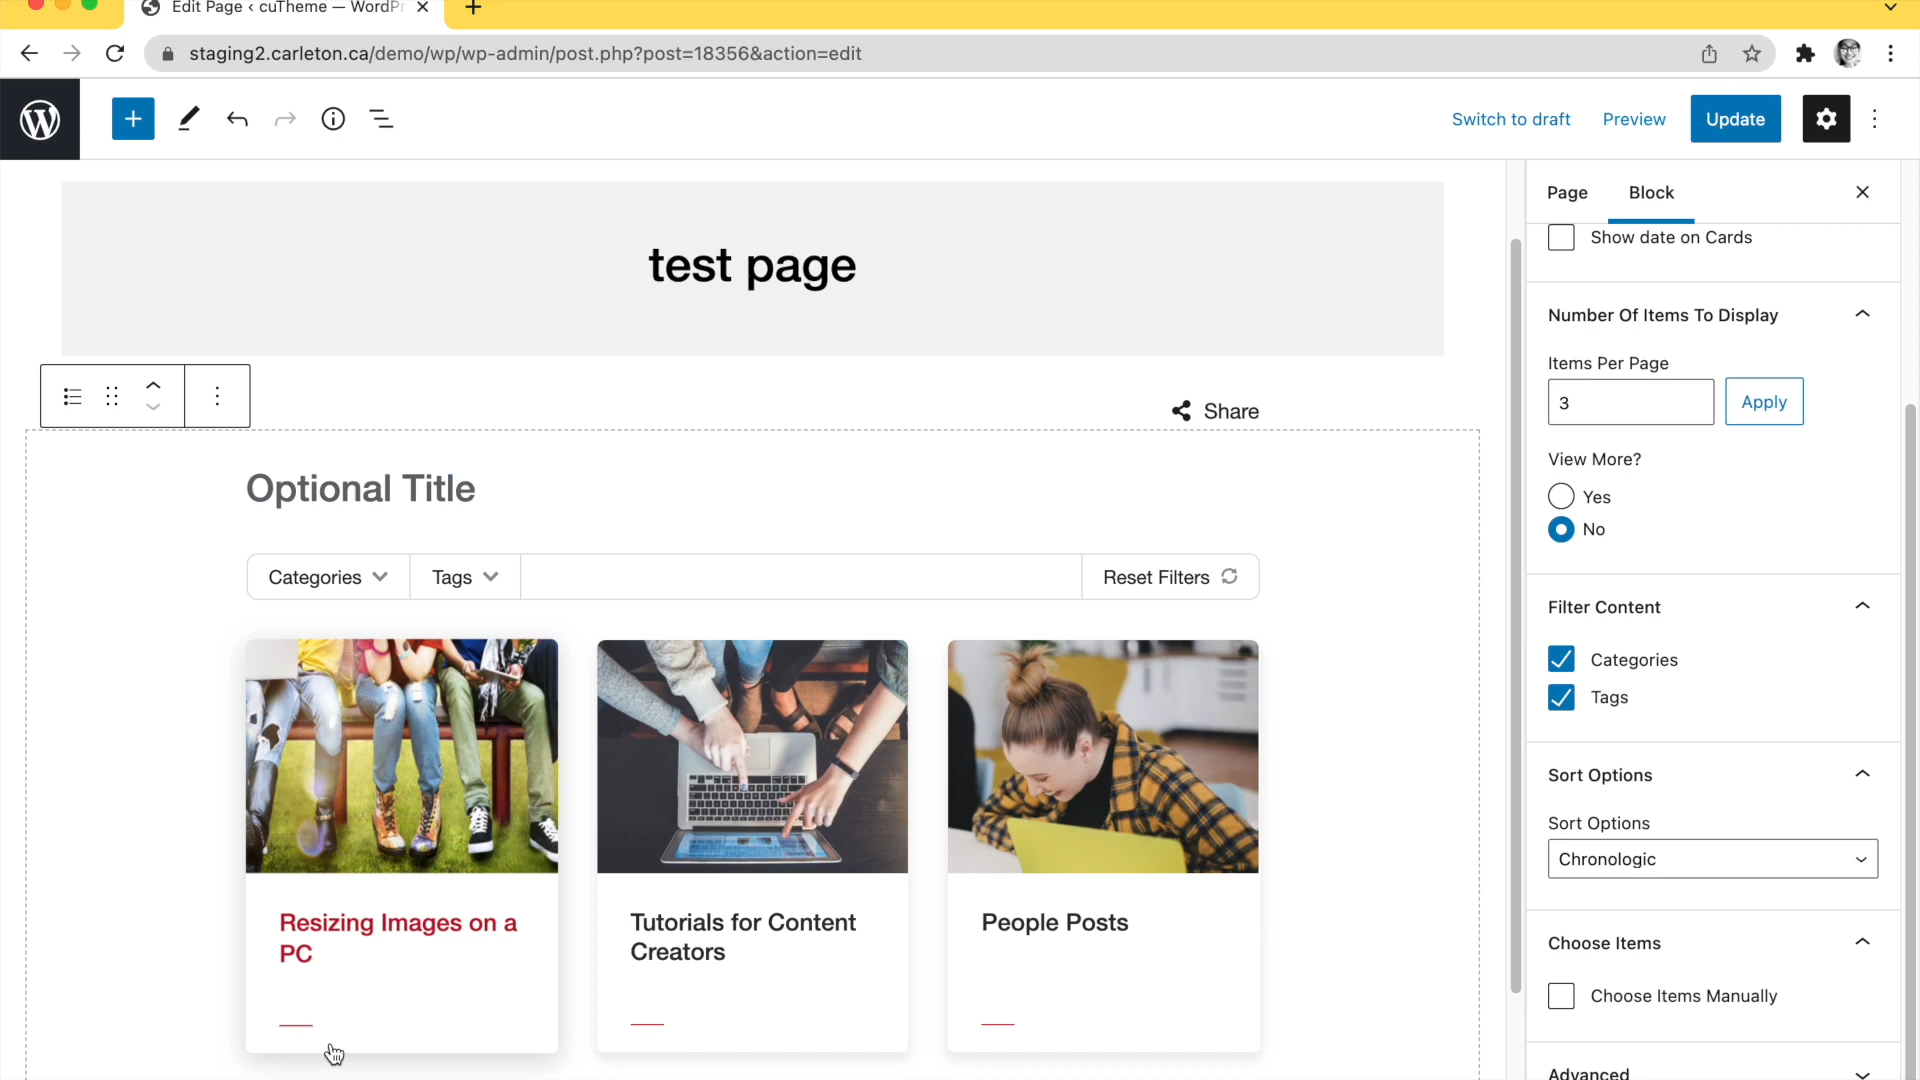 Edit Page ‹ cuTheme — WordPr
staging2.carleton.ca/demo/wp/wp-admin/post.php?post=18356&action=edit
Switch to draft
Preview
Update
test page
Share
Optional Title
Categories
Tags
Reset Filters
Resizing Images on a
PC
Tutorials for Content
Creators
People Posts
Page
Block
Show date on Cards
Number Of Items To Display
Items Per Page
3
Apply
View More?
Yes
No
Filter Content
Categories
Tags
Sort Options
Sort Options
Chronologic
Choose Items
Choose Items Manually
Advanced